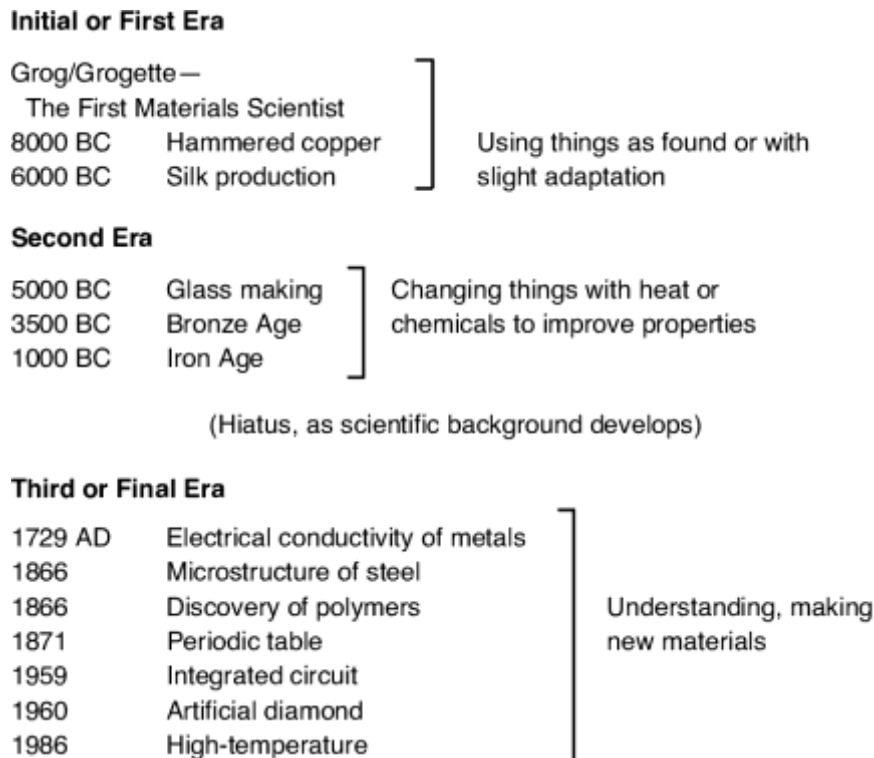 Initial or First Era
Grog/Grogette—
The First Materials Scientist
8000 BC Hammered copper
6000 BC Silk production
Using things as found or with
slight adaptation
Second Era
5000 BC Glass making
3500 BC Bronze Age
1000 BC Iron Age
Changing things with heat or
chemicals to improve properties
(Hiatus, as scientific background develops)
Third or Final Era
1729 AD Electrical conductivity of metals
1866 Microstructure of steel
1866 Discovery of polymers
1871 Periodic table
1959 Integrated circuit
1960 Artificial diamond
1986 High-temperature
Understanding, making
new materials